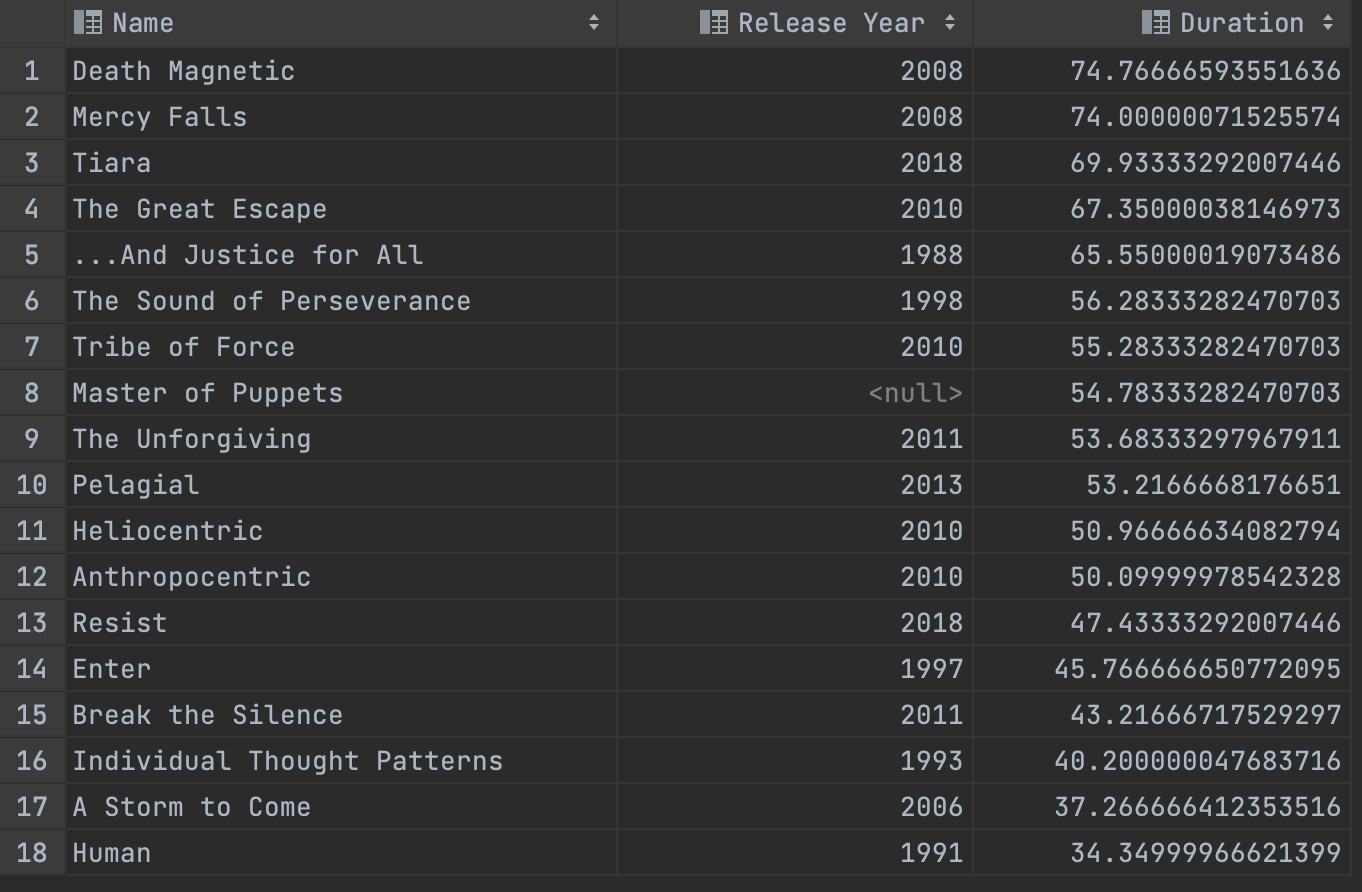 Name Release Year Duration
1 Death Magnetic 2008 74.76666593551636
2 Mercy Falls 2008 74.00000071525574
3 Tiara 2018 69.93333292007446
4 The Great Escape 2010 67.35000038146973
5 ...And Justice for All 1988 65.55000019073486
6 The Sound of Perseverance 1998 56.28333282470703
7 Tribe of Force 2010 55.28333282470703
8 Master of Puppets <null> 54.78333282470703
9 The Unforgiving 2011 53.68333297967911
10 Pelagial 2013 53.2166668176651
11 Heliocentric 2010 50.96666634082794
12 Anthropocentric 2010 50.09999978542328
13 Resist 2018 47.43333292007446
14 Enter 1997 45.766666650772095
15 Break the Silence 2011 43.21666717529297
16 Individual Thought Patterns 1993 40.200000047683716
17 A Storm to Come 2006 37.266666412353516
18 Human 1991 34.34999966621399